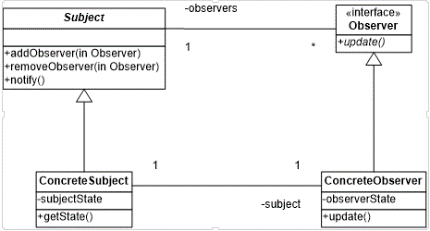 Subject
+addObserver(in Observer)
+removeObserver(in Observer)
+notify()
-observers
1
*
«interface»
Observer
+update()
ConcreteSubject
-subjectState
+getState()
1
1
-subject
ConcreteObserver
-observerState
+update()